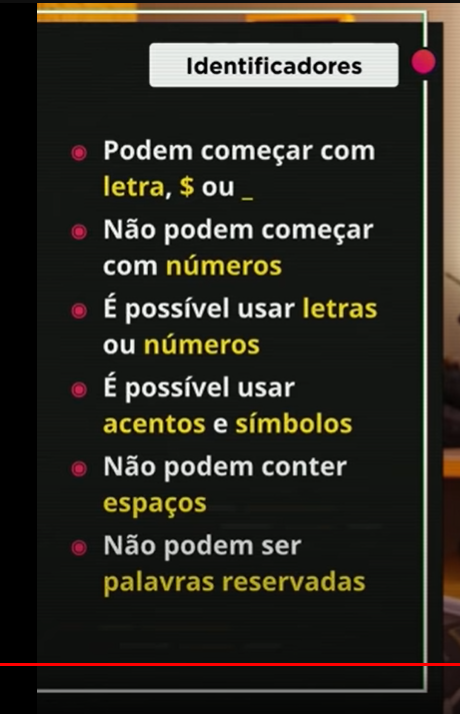 Identificadores
Podem começar com
letra, $ ou _
Não podem começar
com números
É possível usar letras
ou números
É possível usar
acentos e símbolos
Não podem conter
espaços
Não podem ser
palavras reservadas